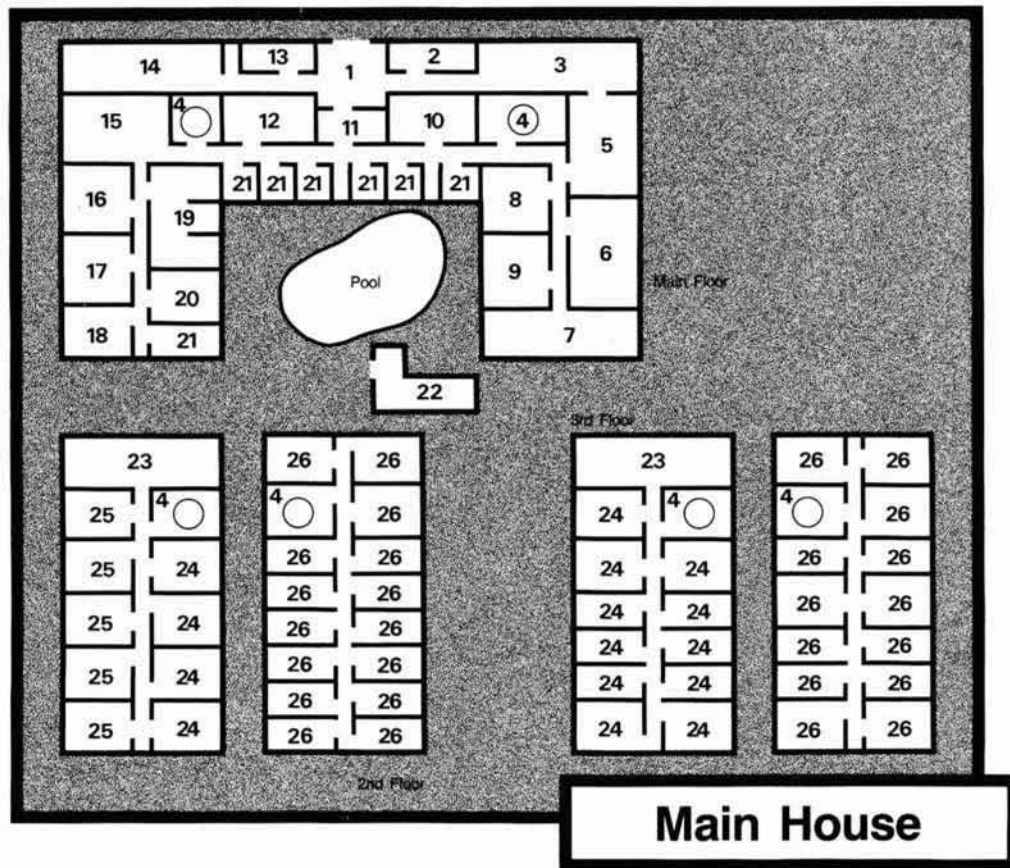 14 13 1 2 3
15 4 12 11 10 4 5
21 21 21 21 21 21
16 19 8
17 9 6
Pool
Main Floor
20
18 21 7
22
3rd Floor
23 26 26 23 26 26
25 4 4 26 24 4 4 26
25 24 26 26 24 24 26 26
26 26 26 26
25 24 26 26 24 24 26 26
25 24 26 26 24 24 26 26
26 26 24 24 26 26
25 24 26 26 24 24 26 26
2nd Floor
Main House